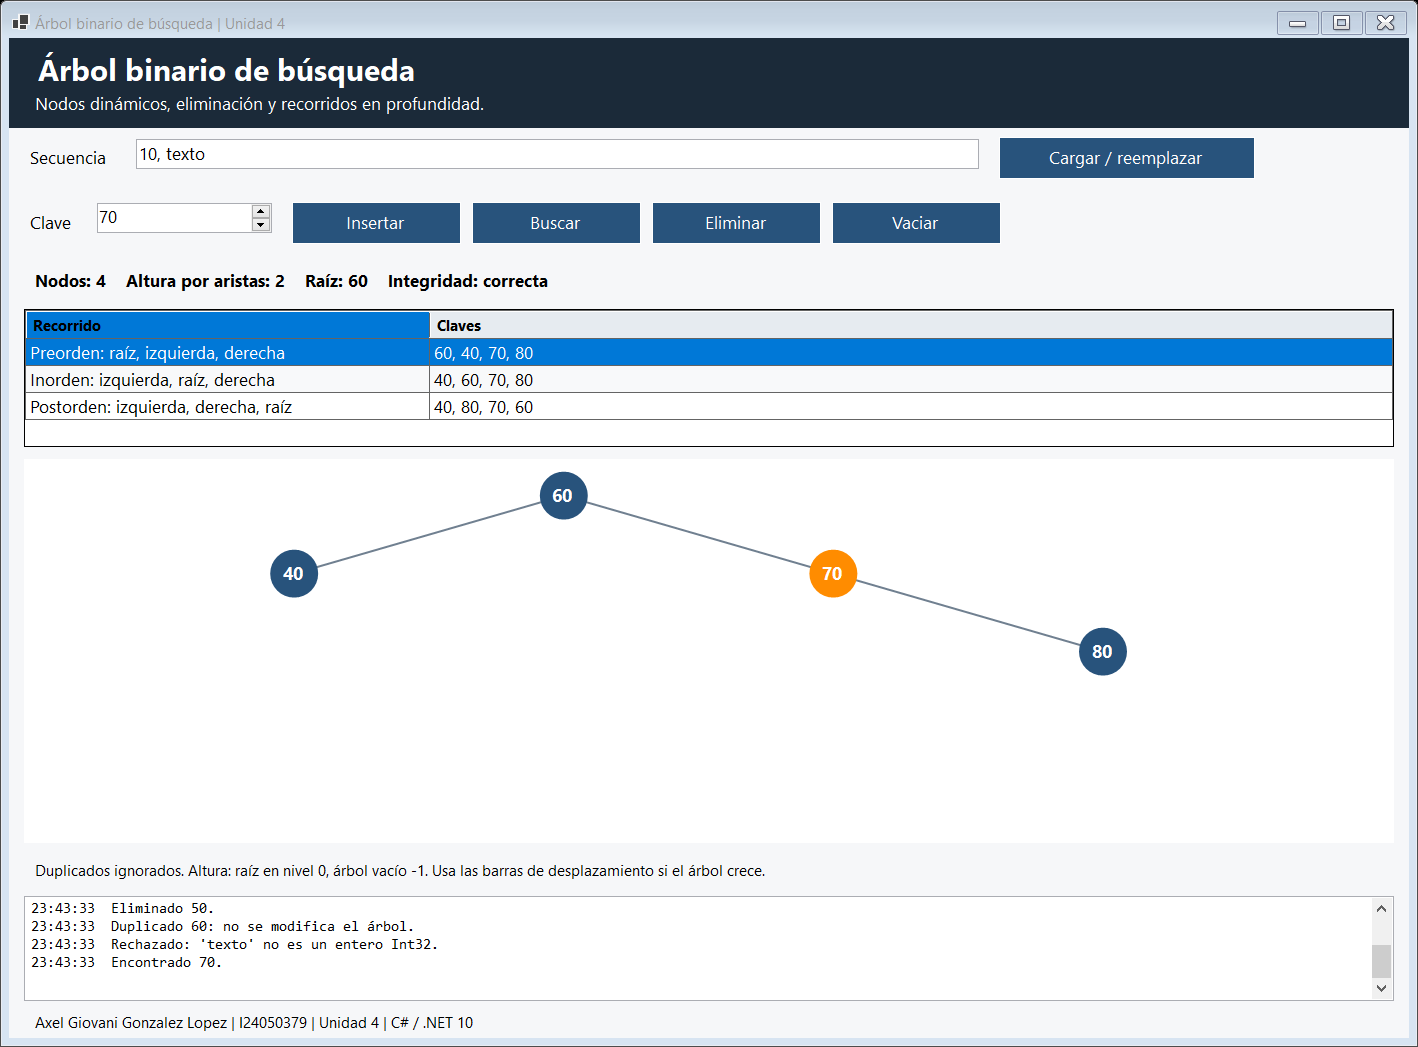 Árbol binario de búsqueda | Unidad 4
Árbol binario de búsqueda
Nodos dinámicos, eliminación y recorridos en profundidad.
Secuencia 10, texto Cargar / reemplazar
Clave 70 Insertar Buscar Eliminar Vaciar
Nodos: 4 Altura por aristas: 2 Raíz: 60 Integridad: correcta
Recorrido Claves
Preorden: raíz, izquierda, derecha 60, 40, 70, 80
Inorden: izquierda, raíz, derecha 40, 60, 70, 80
Postorden: izquierda, derecha, raíz 40, 80, 70, 60
60
40 70
80
Duplicados ignorados. Altura: raíz en nivel 0, árbol vacío -1. Usa las barras de desplazamiento si el árbol crece.
23:43:33 Eliminado 50.
23:43:33 Duplicado 60: no se modifica el árbol.
23:43:33 Rechazado: 'texto' no es un entero Int32.
23:43:33 Encontrado 70.
Axel Giovani Gonzalez Lopez | I24050379 | Unidad 4 | C# / .NET 10